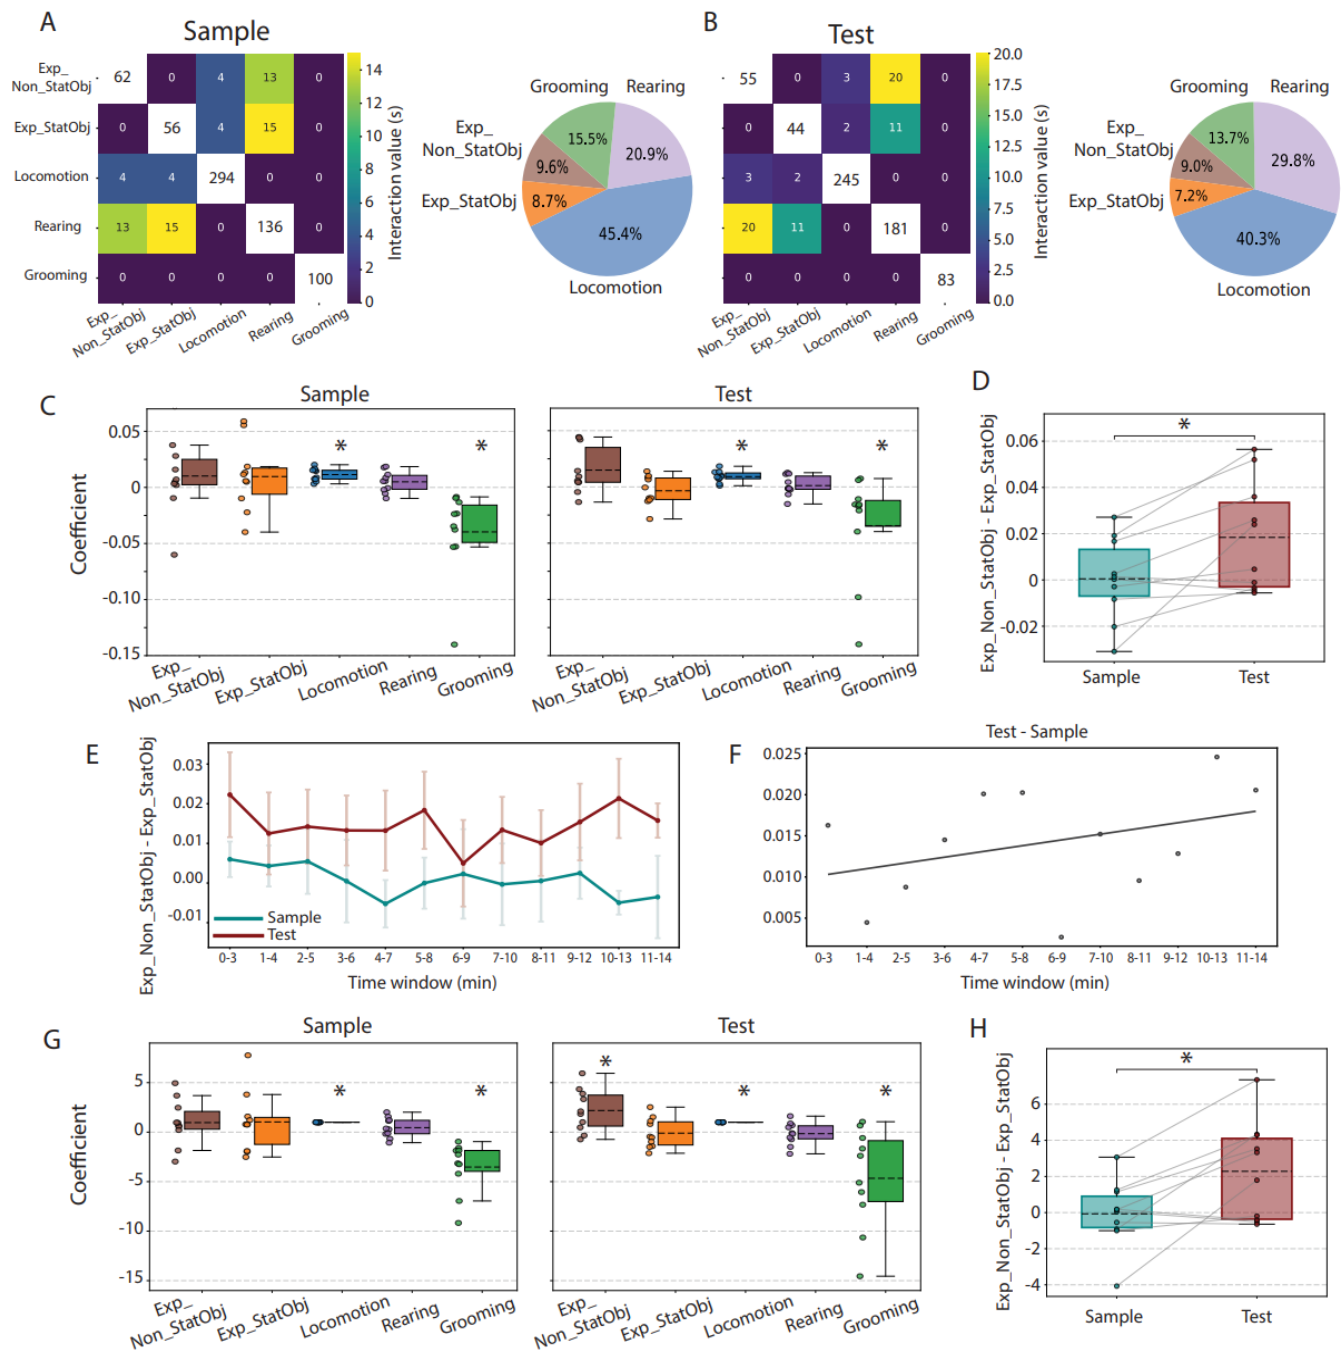 A
Sample
Exp_
Non_StatObj
Exp_StatObj
Locomotion
Rearing
Grooming
62 0 4 13 0
0 56 4 15 0
4 4 294 0 0
13 15 0 136 0
0 0 0 0 100
Exp_
Non_StatObj
Exp_StatObj
Locomotion
Rearing
Grooming
14
12
10
8
6
4
2
0
Interaction value (s)
Grooming
Rearing
Exp_
Non_StatObj
Exp_StatObj
Locomotion
15.5%
20.9%
9.6%
8.7%
45.4%
B
Test
55 0 3 20 0
0 44 2 11 0
3 2 245 0 0
20 11 0 181 0
0 0 0 0 83
Exp_
Non_StatObj
Exp_StatObj
Locomotion
Rearing
Grooming
20.0
17.5
15.0
12.5
10.0
7.5
5.0
2.5
0.0
Interaction value (s)
Grooming
Rearing
Exp_
Non_StatObj
Exp_StatObj
Locomotion
13.7%
29.8%
9.0%
7.2%
40.3%
C
Sample
Test
Coefficient
0.05
0
-0.05
-0.10
-0.15
*
*
*
*
Exp_
Non_StatObj
Exp_StatObj
Locomotion
Rearing
Grooming
Exp_
Non_StatObj
Exp_StatObj
Locomotion
Rearing
Grooming
D
Exp_Non_StatObj - Exp_StatObj
0.06
0.04
0.02
0
-0.02
*
Sample
Test
E
Exp_Non_StatObj - Exp_StatObj
0.03
0.02
0.01
0.00
-0.01
Sample
Test
0-3 1-4 2-5 3-6 4-7 5-8 6-9 7-10 8-11 9-12 10-13 11-14
Time window (min)
F
Test - Sample
0.025
0.020
0.015
0.010
0.005
0-3 1-4 2-5 3-6 4-7 5-8 6-9 7-10 8-11 9-12 10-13 11-14
Time window (min)
G
Sample
Test
Coefficient
5
0
-5
-10
-15
*
*
*
*
*
Exp_
Non_StatObj
Exp_StatObj
Locomotion
Rearing
Grooming
Exp_
Non_StatObj
Exp_StatObj
Locomotion
Rearing
Grooming
H
Exp_Non_StatObj - Exp_StatObj
6
4
2
0
-2
-4
*
Sample
Test